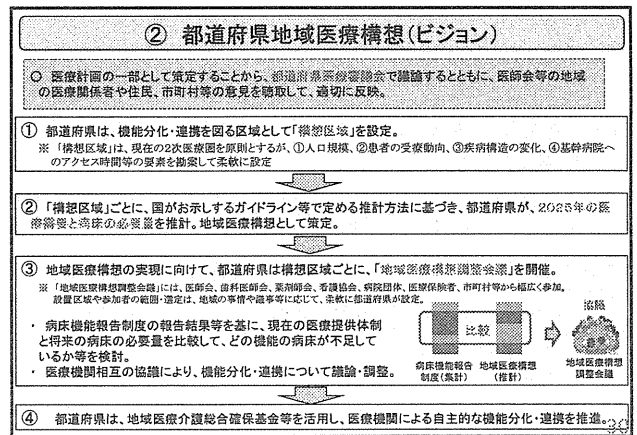 ② 都道府県地域医療構想(ビジョン)
○ 医療計画の一部として策定することから、都道府県医療審議会で議論するとともに、医師会等の地域
の医療関係者や住民、市町村等の意見を聴取して、適切に反映。
① 都道府県は、機能分化・連携を図る区域として「構想区域」を設定。
※ 「構想区域」は、現在の2次医療圏を原則とするが、①人口規模、②患者の受療動向、③疾病構造の変化、④基幹病院へ
のアクセス時間等の要素を勘案して柔軟に設定
② 「構想区域」ごとに、国がお示しするガイドライン等で定める推計方法に基づき、都道府県が、2025年の医
療需要と病床の必要量を推計。地域医療構想として策定。
③ 地域医療構想の実現に向けて、都道府県は構想区域ごとに、「地域医療構想調整会議」を開催。
※ 「地域医療構想調整会議」には、医師会、歯科医師会、薬剤師会、看護協会、病院団体、医療保険者、市町村等から幅広く参加。
設置区域や参加者の範囲・選定は、地域の事情や議事等に応じて、柔軟に都道府県が設定。
・ 病床機能報告制度の報告結果等を基に、現在の医療提供体制
と将来の病床の必要量を比較して、どの機能の病床が不足して
いるか等を検討。
・ 医療機関相互の協議により、機能分化・連携について議論・調整。
比較
協議
病床機能報告
制度(集計)
地域医療構想
(推計)
地域医療構想
調整会議
④ 都道府県は、地域医療介護総合確保基金等を活用し、医療機関による自主的な機能分化・連携を推進。
30